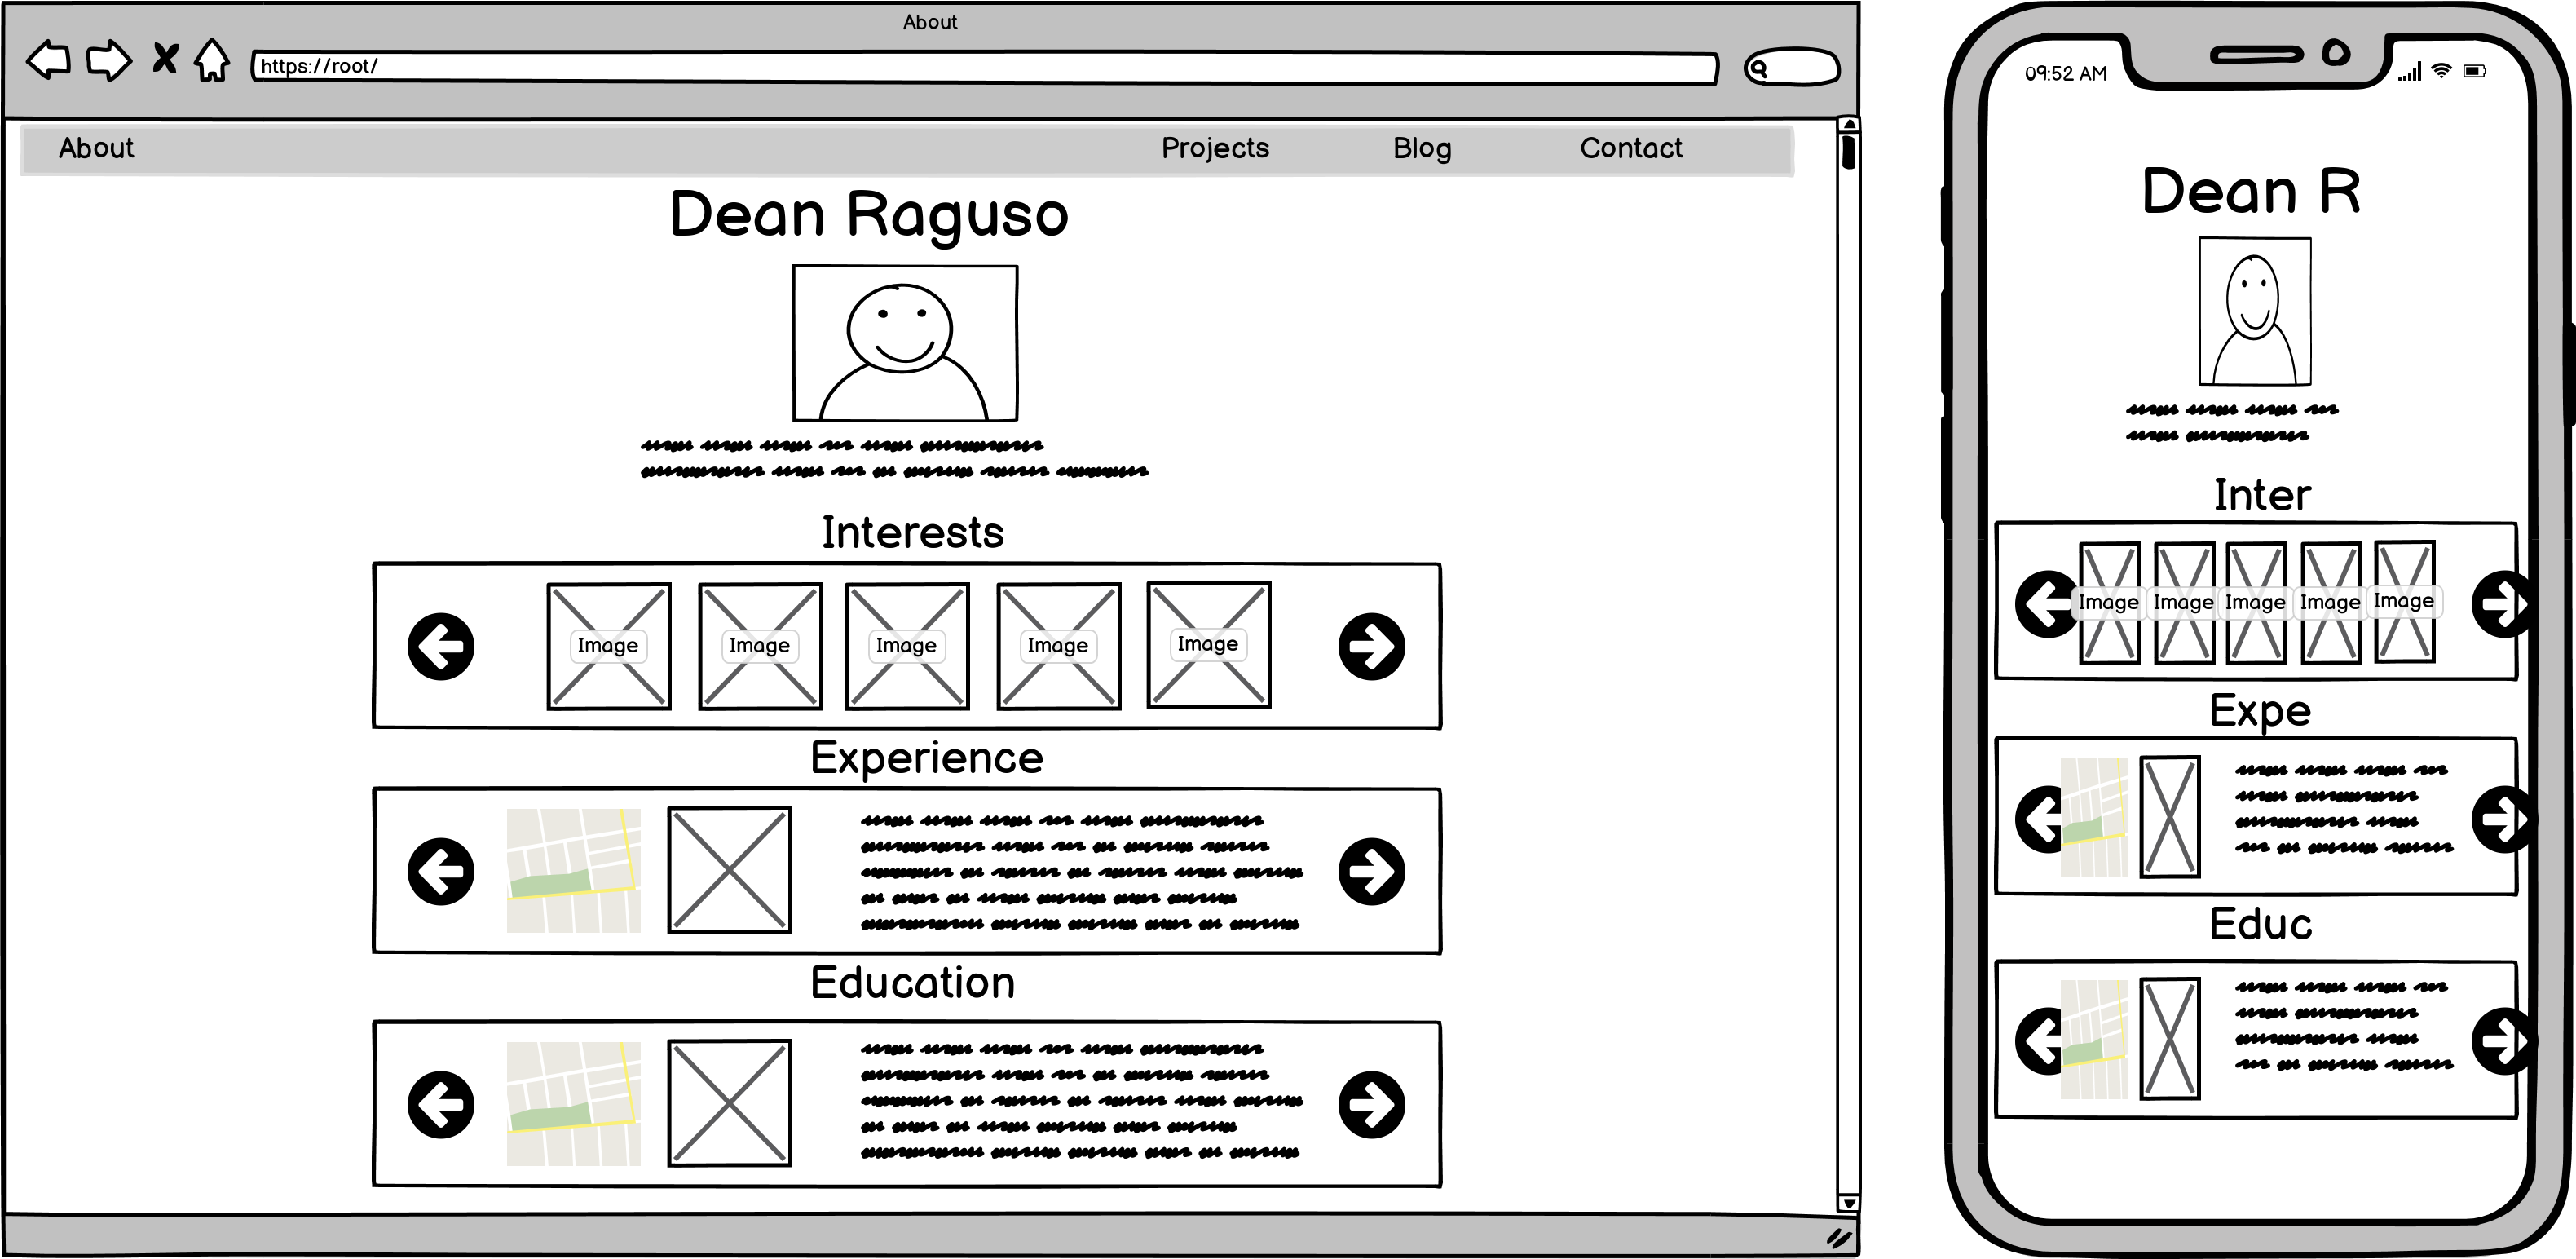 About
https://root/
About Projects Blog Contact
Dean Raguso
Interests
Image Image Image Image Image
Experience
Education
09:52 AM
Dean R
Inter
Image Image Image Image Image
Expe
Educ